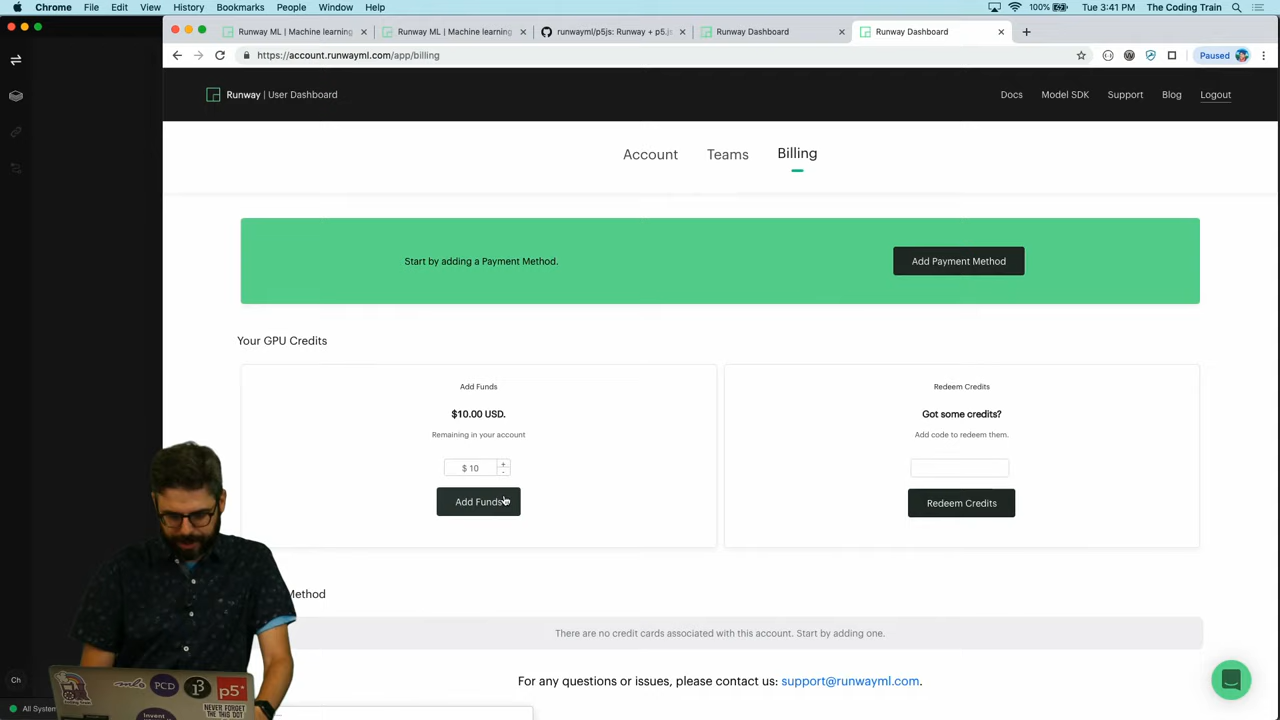 Chrome File Edit View History Bookmarks People Window Help
100% Tue 3:41 PM The Coding Train
Runway ML | Machine learning
Runway ML | Machine learning
runwayml/p5js: Runway + p5.js
Runway Dashboard
Runway Dashboard
https://account.runwayml.com/app/billing
Paused
Runway | User Dashboard
Docs Model SDK Support Blog Logout
Account Teams Billing
Start by adding a Payment Method.
Add Payment Method
Your GPU Credits
Add Funds
$10.00 USD.
Remaining in your account
$ 10
Add Funds
Redeem Credits
Got some credits?
Add code to redeem them.
Redeem Credits
Method
There are no credit cards associated with this account. Start by adding one.
For any questions or issues, please contact us: support@runwayml.com.
Ch
All Sys
PCD
p5*
NEVER
FORGET
THIS DOT